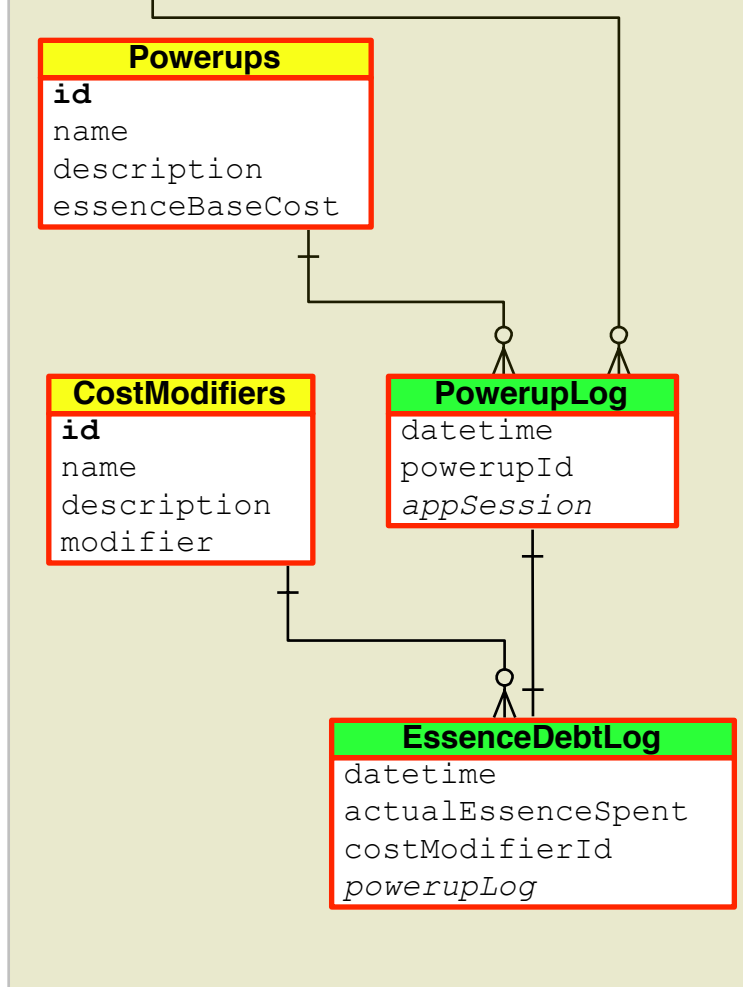 Powerups
id
name
description
essenceBaseCost
CostModifiers
id
name
description
modifier
PowerupLog
datetime
powerupId
appSession
EssenceDebtLog
datetime
actualEssenceSpent
costModifierId
powerupLog